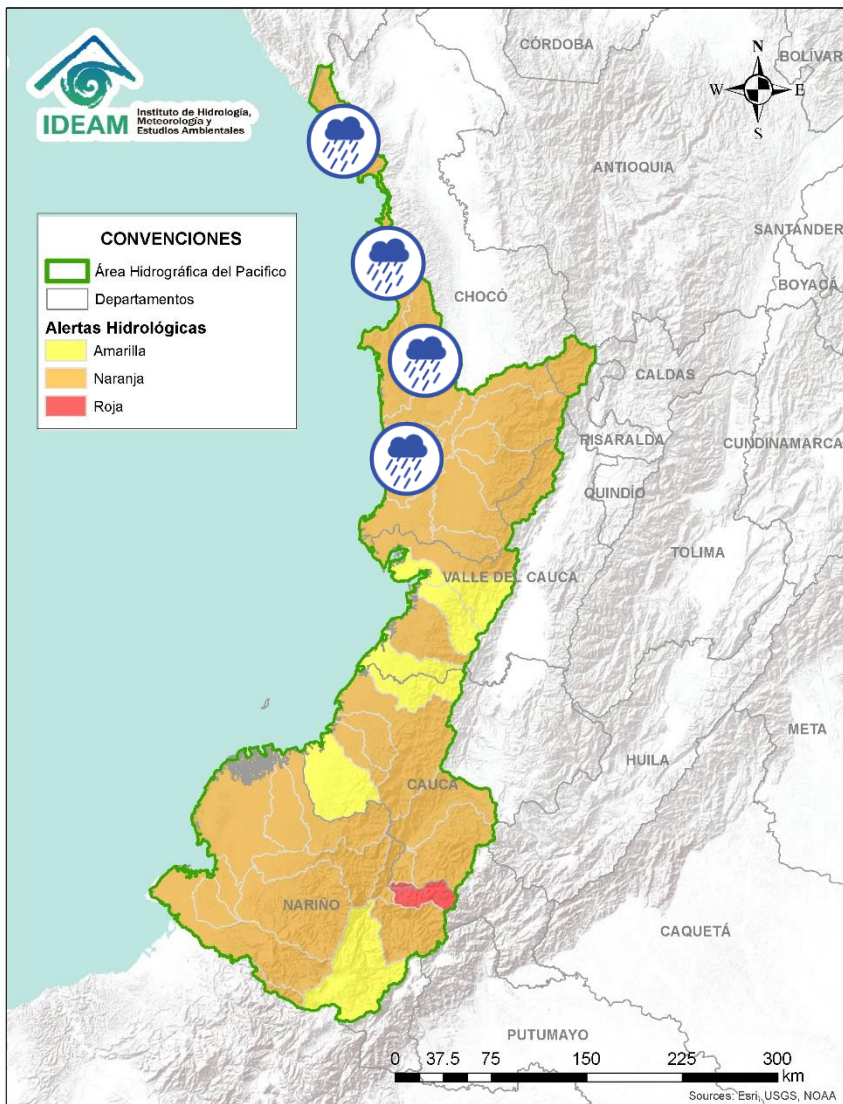 IDEAM
Instituto de Hidrología,
Meteorología y
Estudios Ambientales
N
W
E
S
CÓRDOBA
BOLÍVAR
ANTIOQUIA
SANTANDER
BOYACÁ
CHOCÓ
CONVENCIONES
Área Hidrográfica del Pacifico
Departamentos
Alertas Hidrológicas
Amarilla
Naranja
Roja
CALDAS
RISARALDA
CUNDINAMARCA
QUINDÍO
TOLIMA
VALLE DEL CAUCA
META
HUILA
CAUCA
NARIÑO
CAQUETÁ
PUTUMAYO
0 37.5 75 150 225 300
km
Sources: Esri, USGS, NOAA